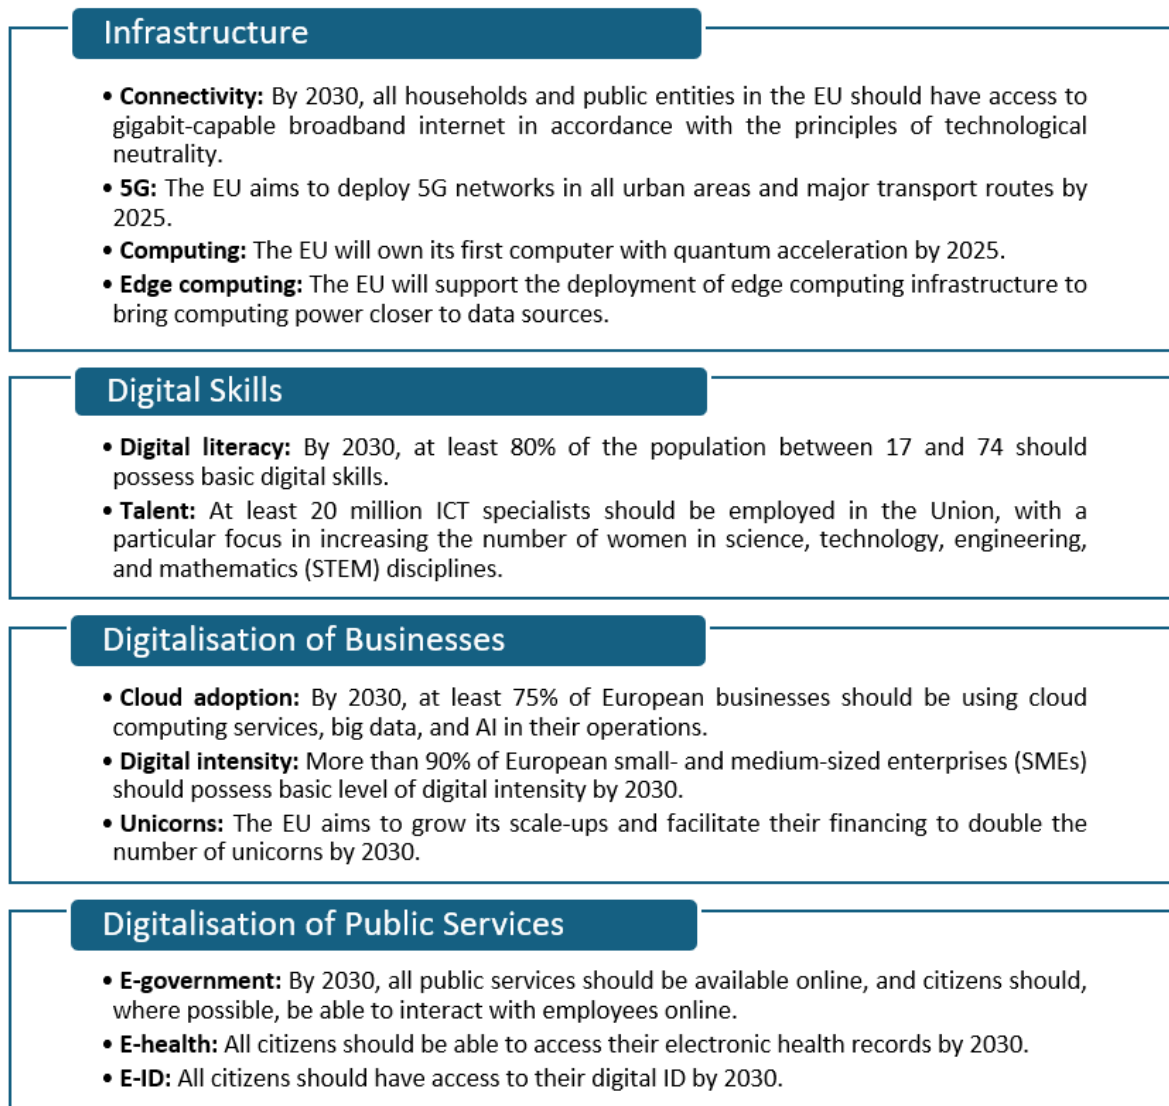 Infrastructure
• Connectivity: By 2030, all households and public entities in the EU should have access to
gigabit-capable broadband internet in accordance with the principles of technological
neutrality.
• 5G: The EU aims to deploy 5G networks in all urban areas and major transport routes by
2025.
• Computing: The EU will own its first computer with quantum acceleration by 2025.
• Edge computing: The EU will support the deployment of edge computing infrastructure to
bring computing power closer to data sources.
Digital Skills
• Digital literacy: By 2030, at least 80% of the population between 17 and 74 should
possess basic digital skills.
• Talent: At least 20 million ICT specialists should be employed in the Union, with a
particular focus in increasing the number of women in science, technology, engineering,
and mathematics (STEM) disciplines.
Digitalisation of Businesses
• Cloud adoption: By 2030, at least 75% of European businesses should be using cloud
computing services, big data, and AI in their operations.
• Digital intensity: More than 90% of European small- and medium-sized enterprises (SMEs)
should possess basic level of digital intensity by 2030.
• Unicorns: The EU aims to grow its scale-ups and facilitate their financing to double the
number of unicorns by 2030.
Digitalisation of Public Services
• E-government: By 2030, all public services should be available online, and citizens should,
where possible, be able to interact with employees online.
• E-health: All citizens should be able to access their electronic health records by 2030.
• E-ID: All citizens should have access to their digital ID by 2030.